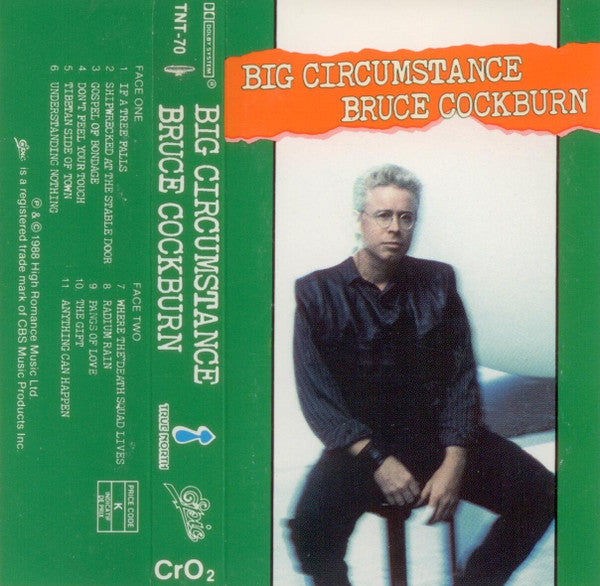 BIG CIRCUMSTANCE
BRUCE COCKBURN
DOLBY SYSTEM®
TNT-70
BIG CIRCUMSTANCE
BRUCE COCKBURN
TRUE NORTH
Epic
CrO2
FACE ONE
1 IF A TREE FALLS
2 SHIPWRECKED AT THE STABLE DOOR
3 GOSPEL OF BONDAGE
4 DON'T FEEL YOUR TOUCH
5 TIBETAN SIDE OF TOWN
6 UNDERSTANDING NOTHING
FACE TWO
7 WHERE THE DEATH SQUAD LIVES
8 RADIUM RAIN
9 PANGS OF LOVE
10 THE GIFT
11 ANYTHING CAN HAPPEN
PRICE CODE
K
INDICATIF
DE PRIX
℗ & © 1988 High Romance Music Ltd.
Epic is a registered trade mark of CBS Music Products Inc.